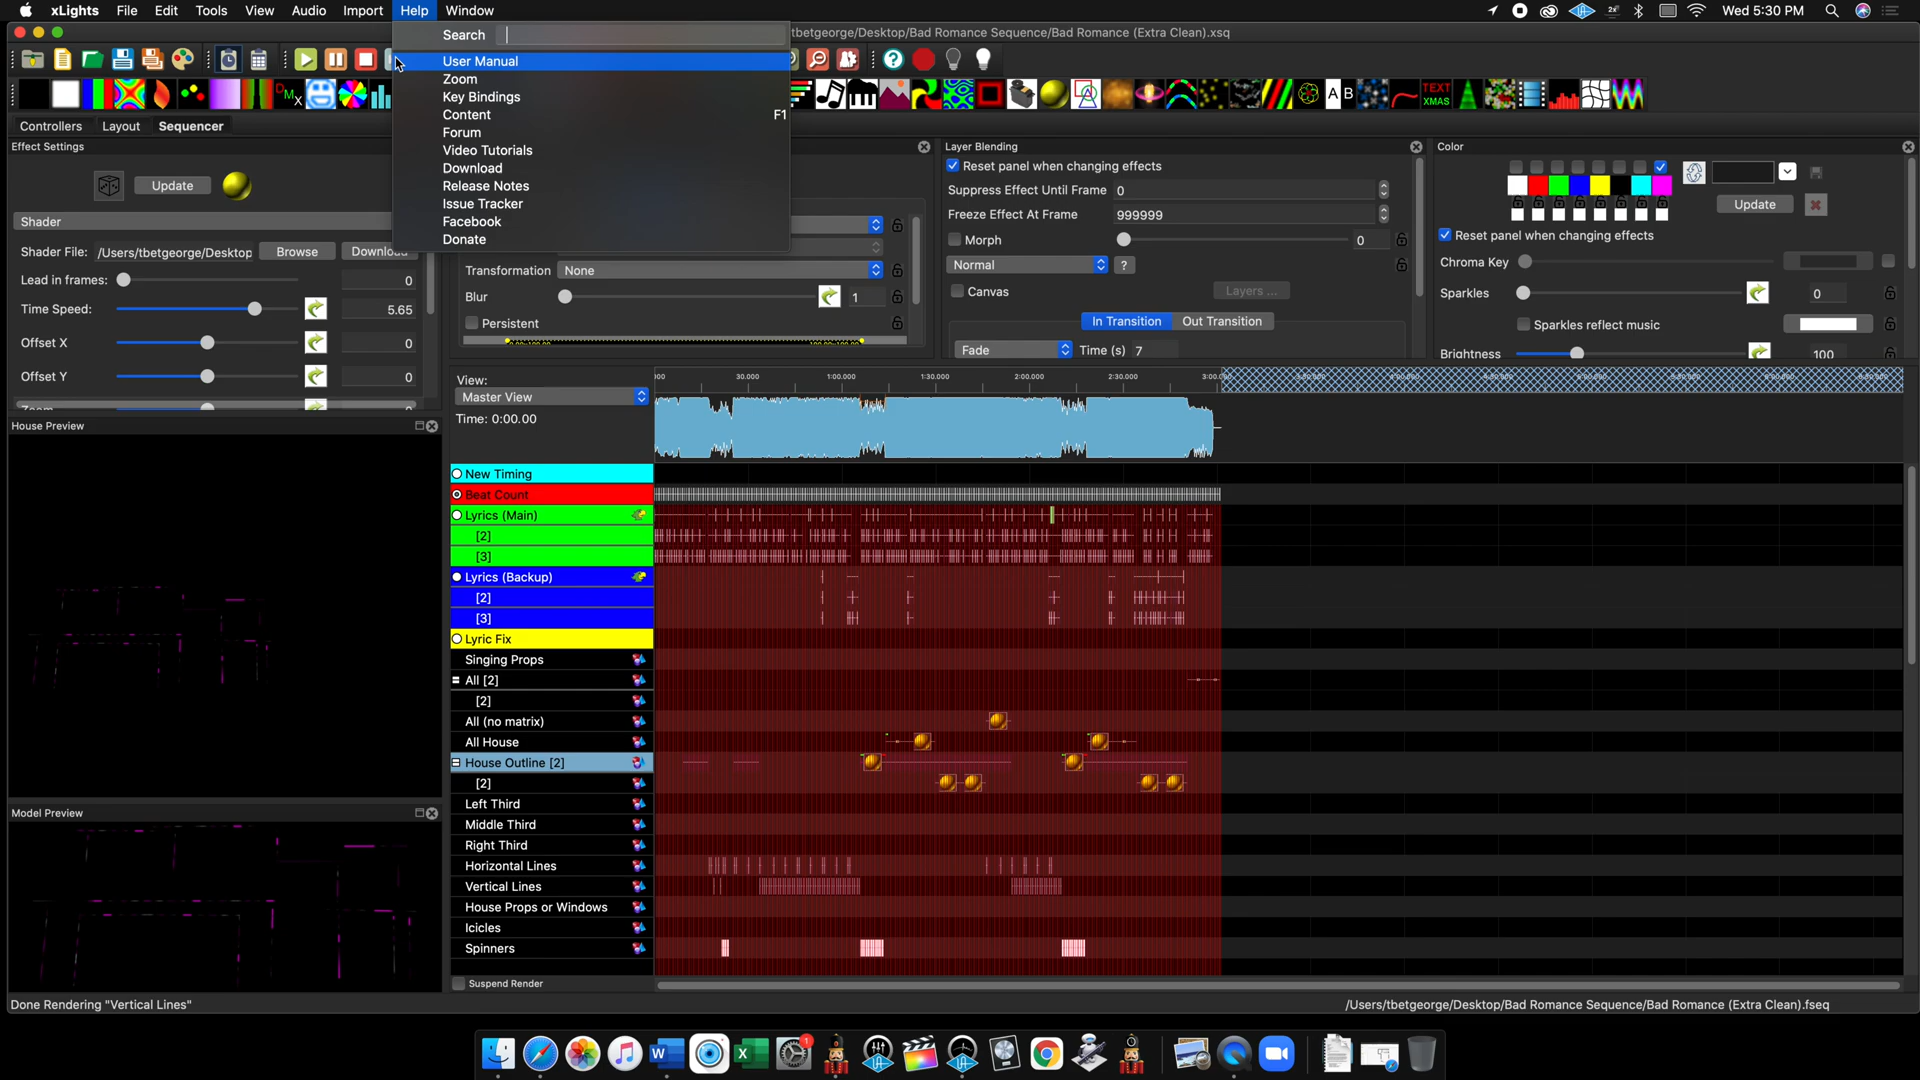 xLights File Edit Tools View Audio Import Help Window Wed 5:30 PM
Search
tbetgeorge/Desktop/Bad Romance Sequence/Bad Romance (Extra Clean).xsq
User Manual
Zoom
Key Bindings
Content F1
Forum
Video Tutorials
Download
Release Notes
Issue Tracker
Facebook
Donate
TEXT
XMAS
A B
Controllers Layout Sequencer
Effect Settings
Update
Shader
Shader File: /Users/tbetgeorge/Desktop Browse Download
Lead in frames: 0
Time Speed: 5.65
Offset X 0
Offset Y 0
Zoom
Transformation None
Blur 1
Persistent
Layer Blending
Reset panel when changing effects
Suppress Effect Until Frame 0
Freeze Effect At Frame 999999
Morph 0
Normal ?
Canvas Layers ...
In Transition Out Transition
Fade Time (s) 7
Color
Update
Reset panel when changing effects
Chroma Key
Sparkles 0
Sparkles reflect music
Brightness 100
View:
Master View
Time: 0:00.00
30.000 1:00.000 1:30.000 2:00.000 2:30.000
House Preview
Model Preview
New Timing
Beat Count
Lyrics (Main)
[2]
[3]
Lyrics (Backup)
[2]
[3]
Lyric Fix
Singing Props
All [2]
[2]
All (no matrix)
All House
House Outline [2]
[2]
Left Third
Middle Third
Right Third
Horizontal Lines
Vertical Lines
House Props or Windows
Icicles
Spinners
Suspend Render
Done Rendering "Vertical Lines" /Users/tbetgeorge/Desktop/Bad Romance Sequence/Bad Romance (Extra Clean).fseq